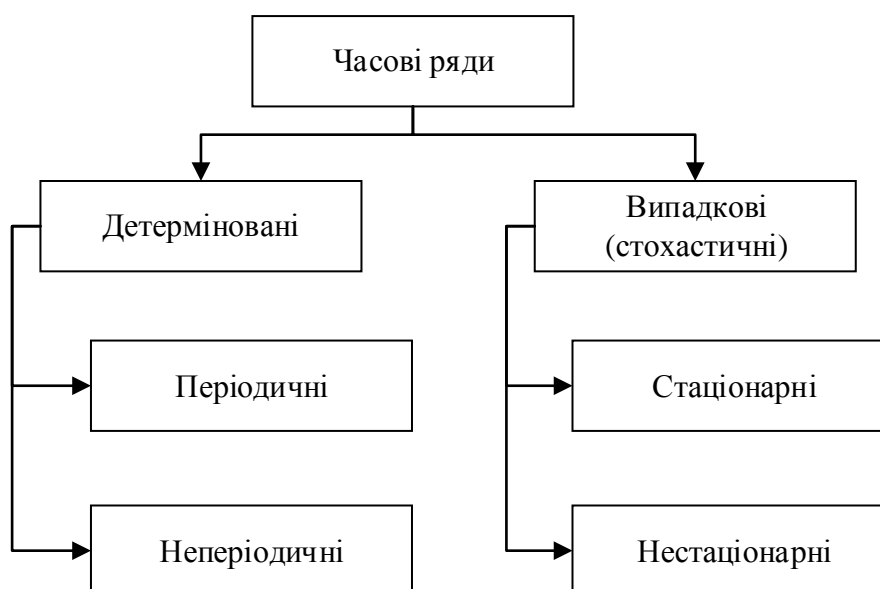 Часові ряди
Детерміновані
Випадкові
(стохастичні)
Періодичні
Стаціонарні
Неперіодичні
Нестаціонарні